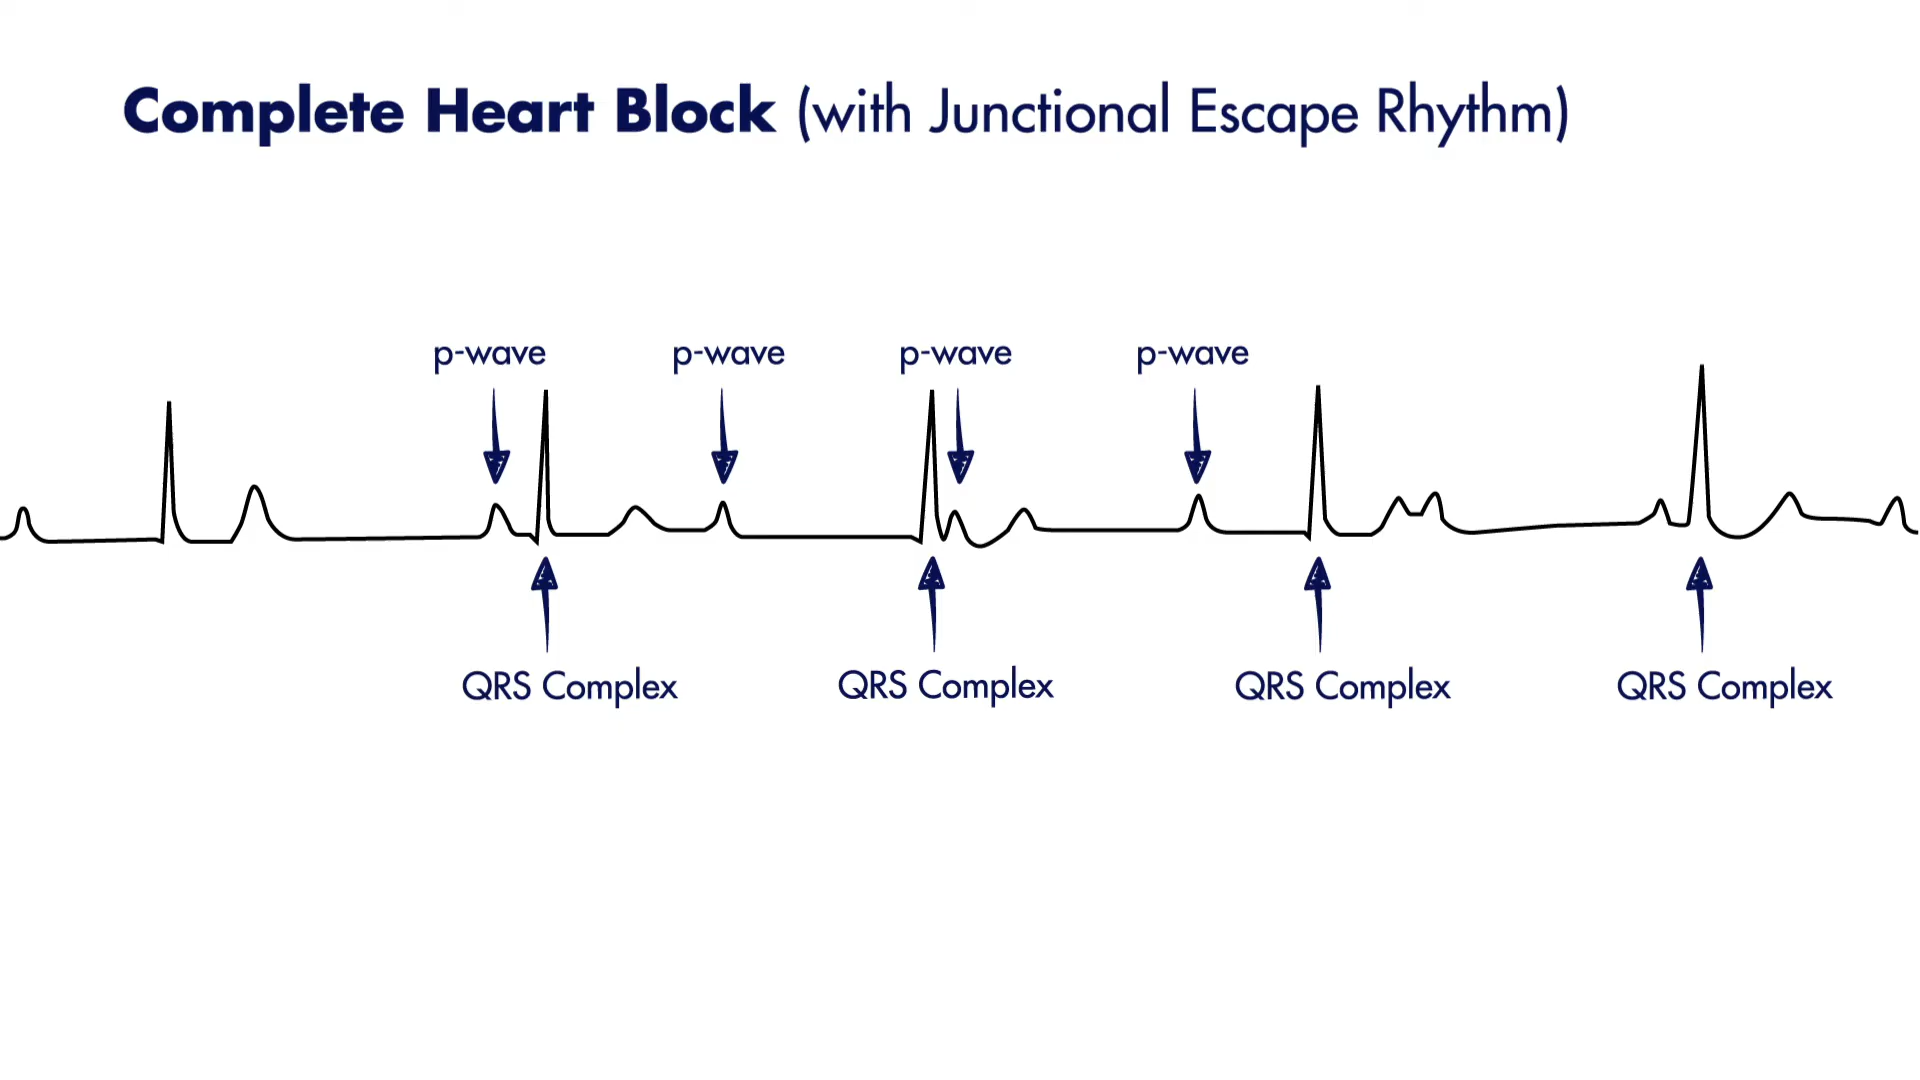 Complete Heart Block (with Junctional Escape Rhythm)
p-wave p-wave p-wave p-wave
QRS Complex QRS Complex QRS Complex QRS Complex